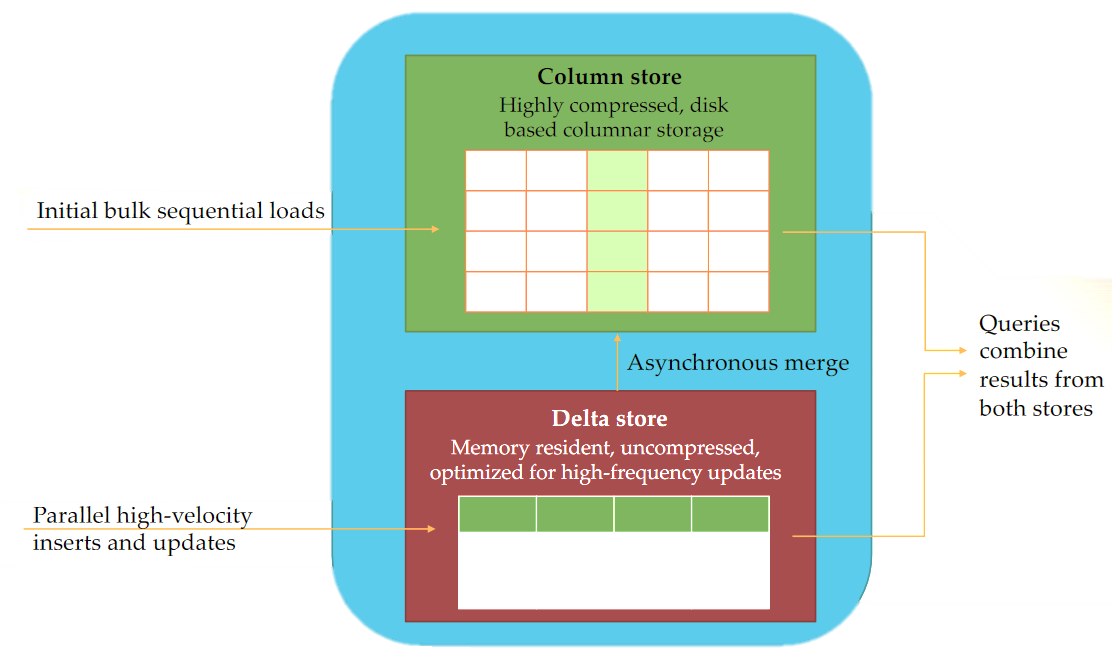 Column store
Highly compressed, disk
based columnar storage
Initial bulk sequential loads
Asynchronous merge
Queries
combine
results from
both stores
Delta store
Memory resident, uncompressed,
optimized for high-frequency updates
Parallel high-velocity
inserts and updates